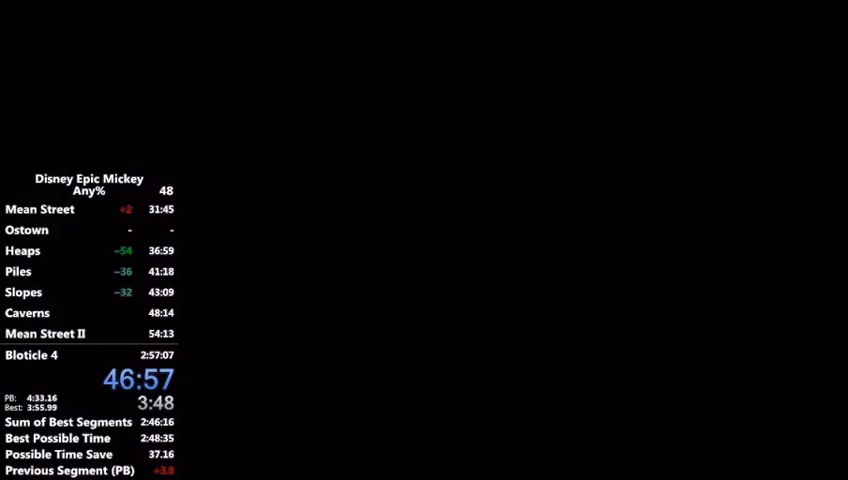 Disney Epic Mickey
Any% 48
Mean Street +2 31:45
Ostown - -
Heaps -54 36:59
Piles -36 41:18
Slopes -32 43:09
Caverns 48:14
Mean Street II 54:13
Bloticle 4 2:57:07
46:57
PB: 4:33.16
Best: 3:55.99
3:48
Sum of Best Segments 2:46:16
Best Possible Time 2:48:35
Possible Time Save 37.16
Previous Segment (PB) +3.8